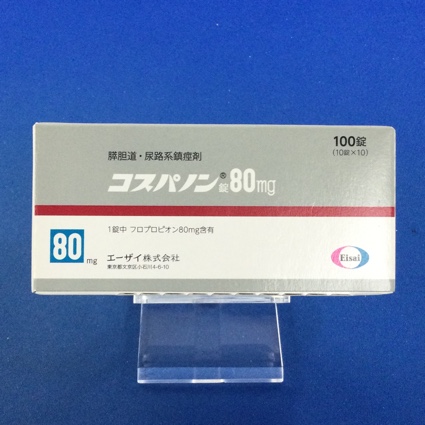 膵胆道・尿路系鎮痙剤
100錠
(10錠×10)
コスパノン®錠80mg
1錠中 フロプロピオン80mg含有
80mg
エーザイ株式会社
東京都文京区小石川4-6-10
Eisai